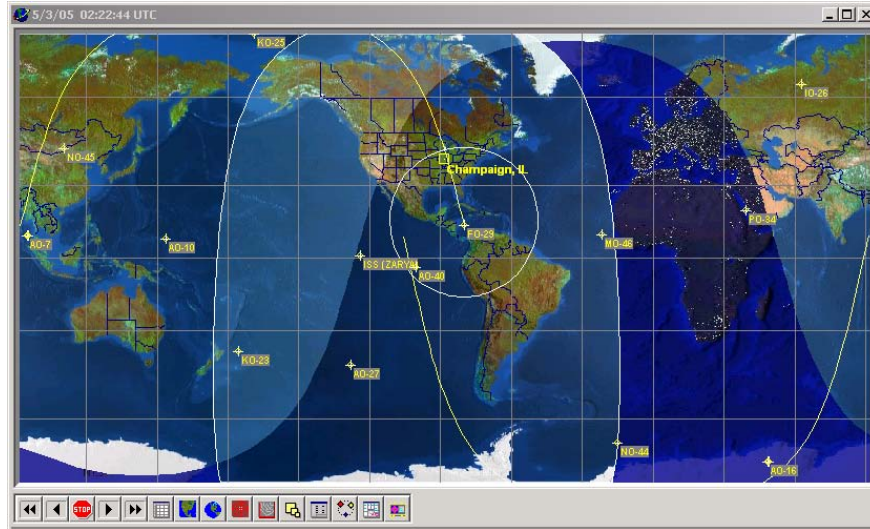 5/3/05 02:22:44 UTC
KO-25
IO-26
NO-45
Champaign, IL
PO-34
FO-29
AO-7
AO-10
MO-46
ISS (ZARYA)
AO-40
KO-23
AO-27
NO-44
AO-16
STOP